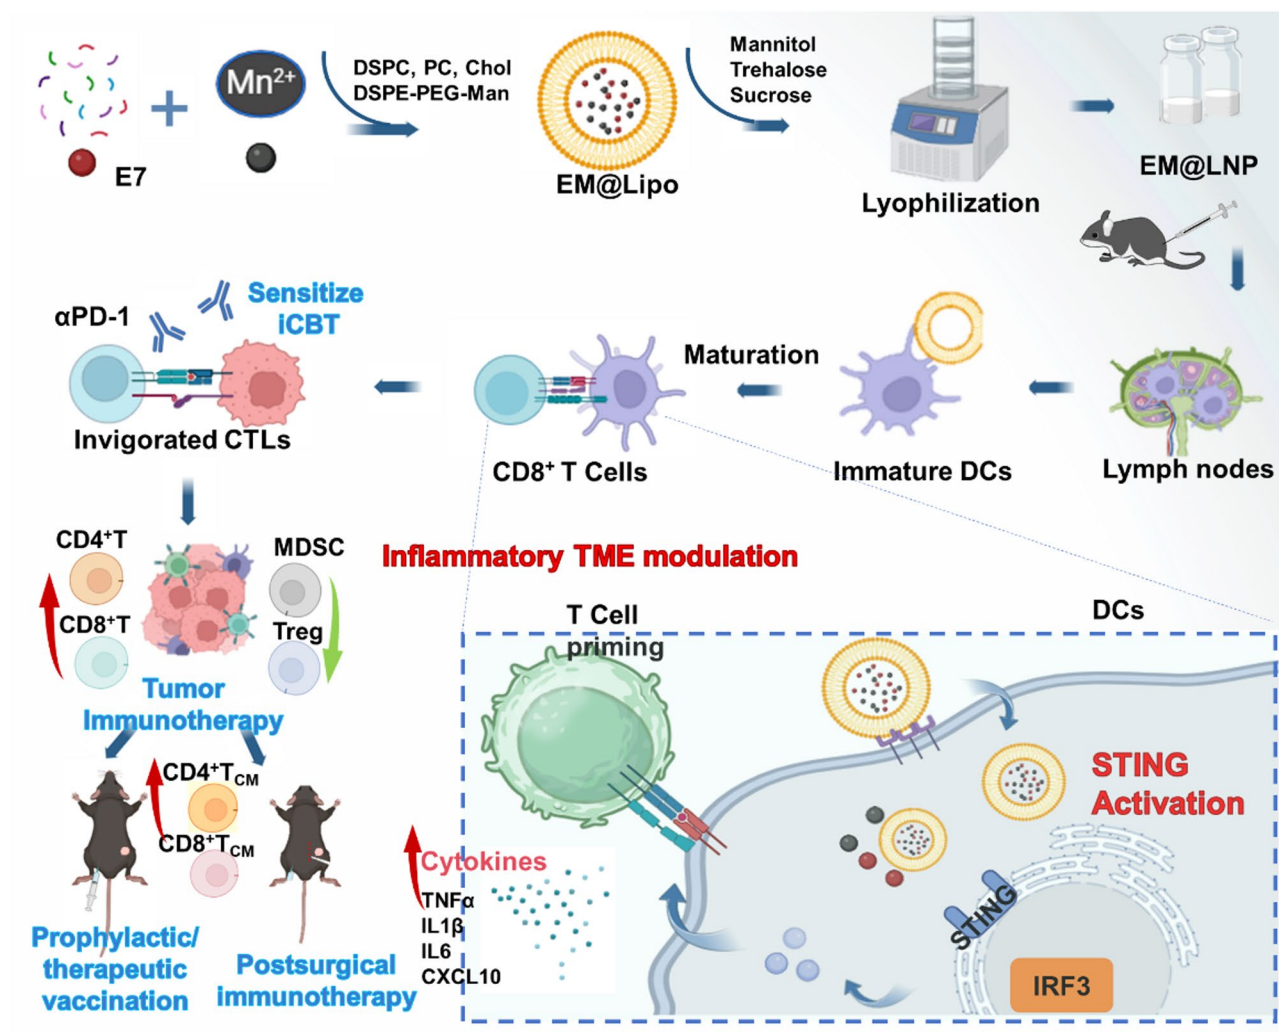 E7
Mn²⁺
DSPC, PC, Chol
DSPE-PEG-Man
EM@Lipo
Mannitol
Trehalose
Sucrose
Lyophilization
EM@LNP
αPD-1
Sensitize
iCBT
Invigorated CTLs
CD8⁺ T Cells
Maturation
Immature DCs
Lymph nodes
CD4⁺T
CD8⁺T
MDSC
Treg
Tumor
Immunotherapy
Inflammatory TME modulation
CD4⁺T_CM
CD8⁺T_CM
Prophylactic/
therapeutic
vaccination
Postsurgical
immunotherapy
Cytokines
TNFα
IL1β
IL6
CXCL10
T Cell
priming
DCs
STING
Activation
STING
IRF3